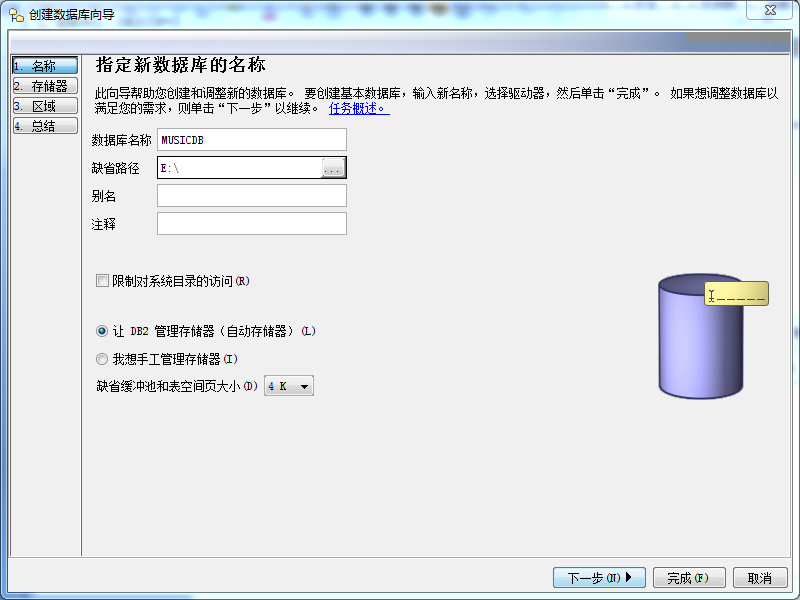 创建数据库向导
1. 名称
2. 存储器
3. 区域
4. 总结
指定新数据库的名称
此向导帮助您创建和调整新的数据库。 要创建基本数据库，输入新名称，选择驱动器，然后单击“完成”。 如果想调整数据库以
满足您的需求，则单击“下一步”以继续。 任务概述。
数据库名称 MUSICDB
缺省路径 E:\ ...
别名
注释
限制对系统目录的访问(R)
让 DB2 管理存储器（自动存储器）(L)
我想手工管理存储器(I)
缺省缓冲池和表空间页大小(D) 4 K
下一步(N) 完成(F) 取消